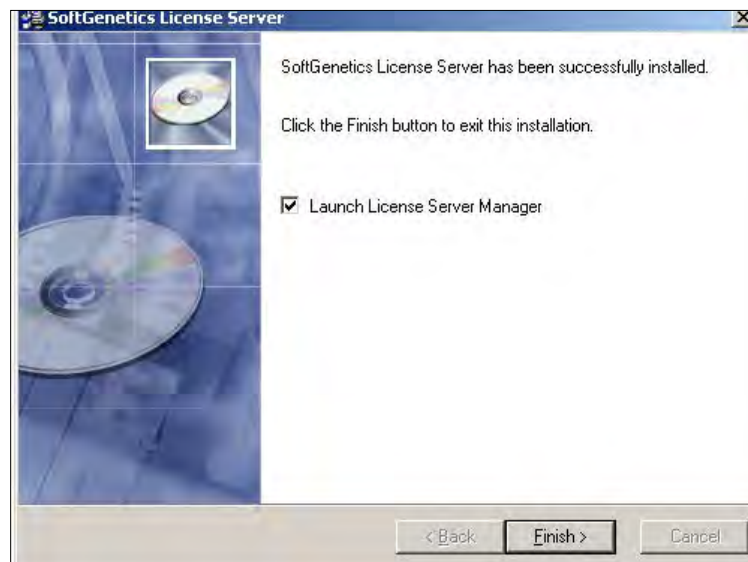 SoftGenetics License Server
SoftGenetics License Server has been successfully installed.
Click the Finish button to exit this installation.
Launch License Server Manager
< Back
Finish >
Cancel